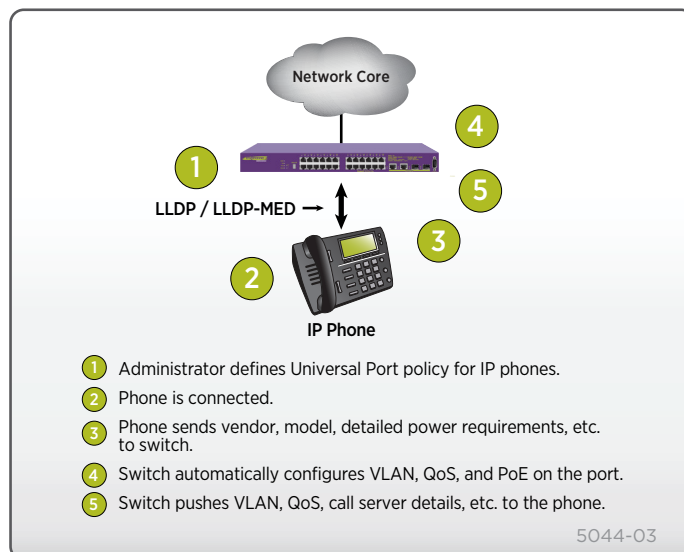 Network Core
4
1
5
LLDP / LLDP-MED
3
2
IP Phone
1 Administrator defines Universal Port policy for IP phones.
2 Phone is connected.
3 Phone sends vendor, model, detailed power requirements, etc.
to switch.
4 Switch automatically configures VLAN, QoS, and PoE on the port.
5 Switch pushes VLAN, QoS, call server details, etc. to the phone.
5044-03